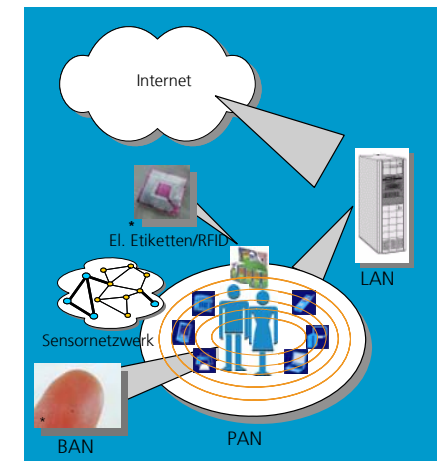 Internet
*
El. Etiketten/RFID
LAN
Sensornetzwerk
*
BAN
PAN